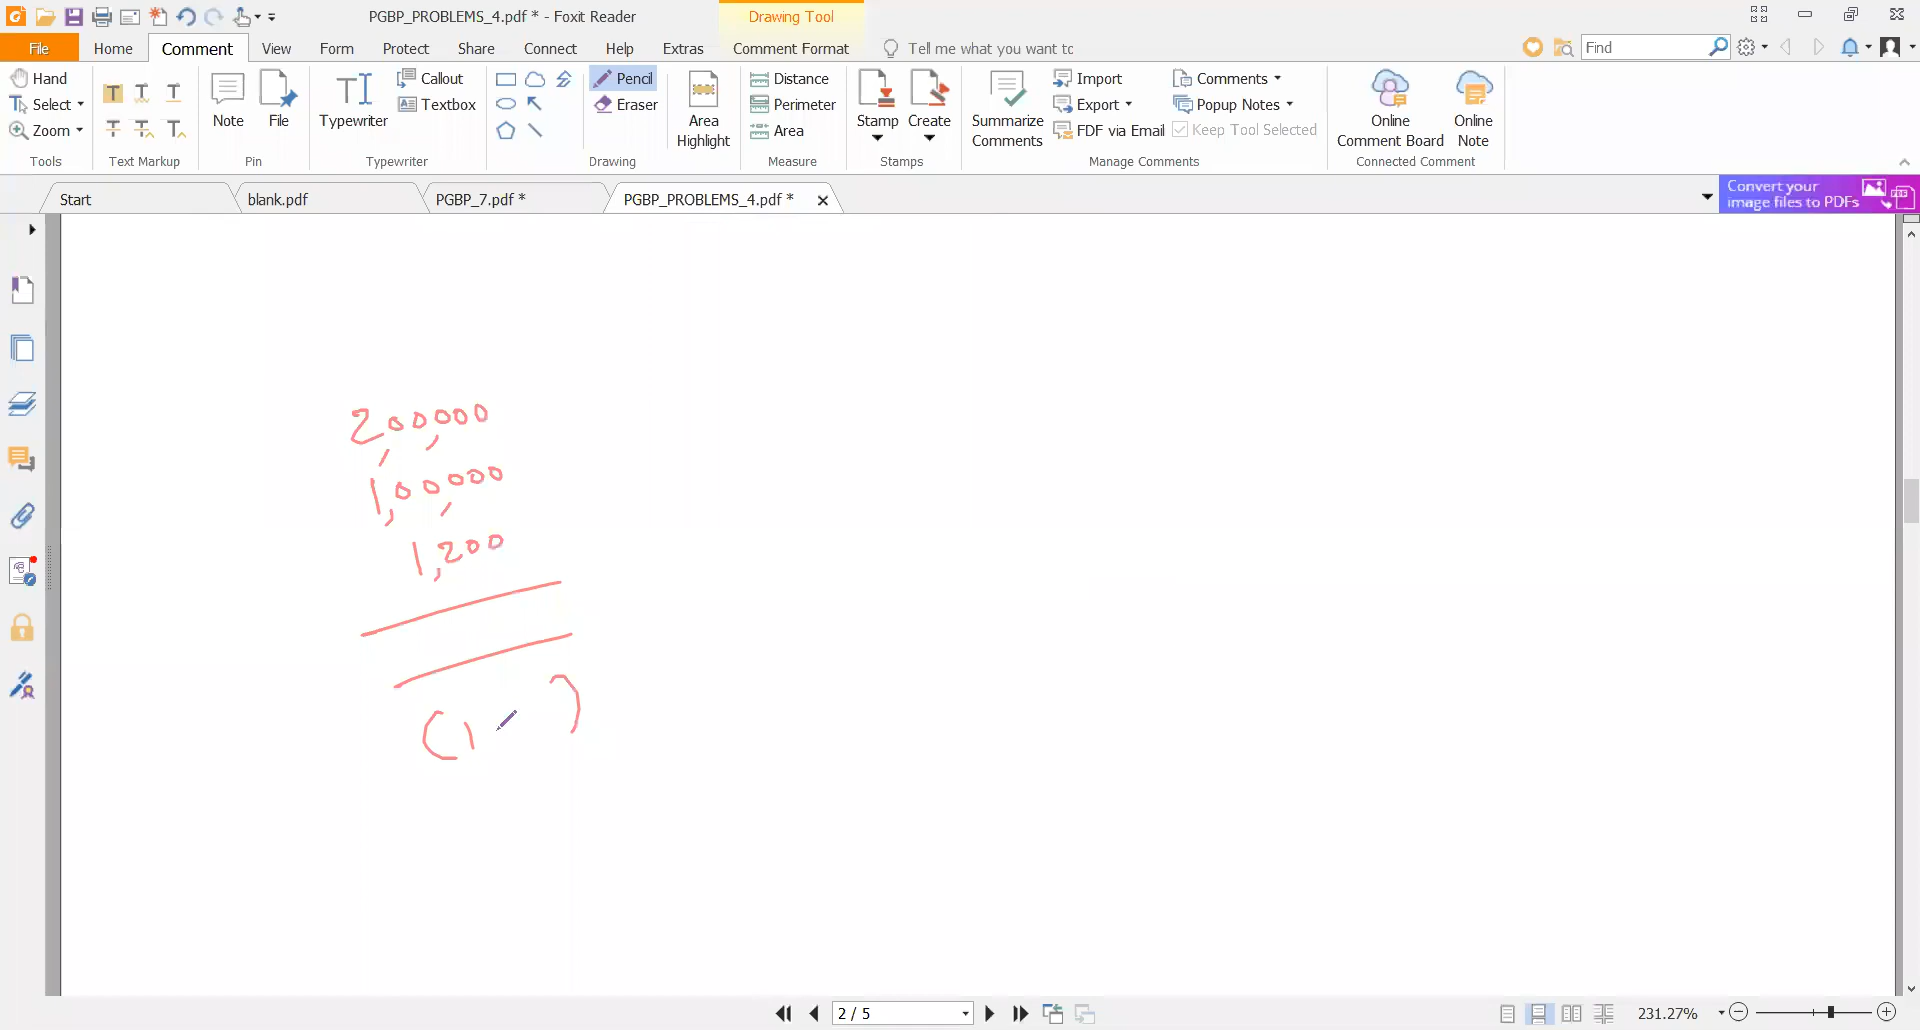 PGBP_PROBLEMS_4.pdf * - Foxit Reader
Drawing Tool
File Home Comment View Form Protect Share Connect Help Extras Comment Format Tell me what you want to Find
Hand
Select
Zoom
Tools
Text Markup
Note
File
Pin
Typewriter
Callout
Textbox
Typewriter
Pencil
Eraser
Drawing
Area
Highlight
Distance
Perimeter
Area
Measure
Stamp
Create
Stamps
Summarize
Comments
Import
Export
FDF via Email
Comments
Popup Notes
Keep Tool Selected
Manage Comments
Online
Comment Board
Online
Note
Connected Comment
Start blank.pdf PGBP_7.pdf * PGBP_PROBLEMS_4.pdf *
Convert your
image files to PDFs
2,00,000
1,00,000
1,200
(1 )
2 / 5
231.27%